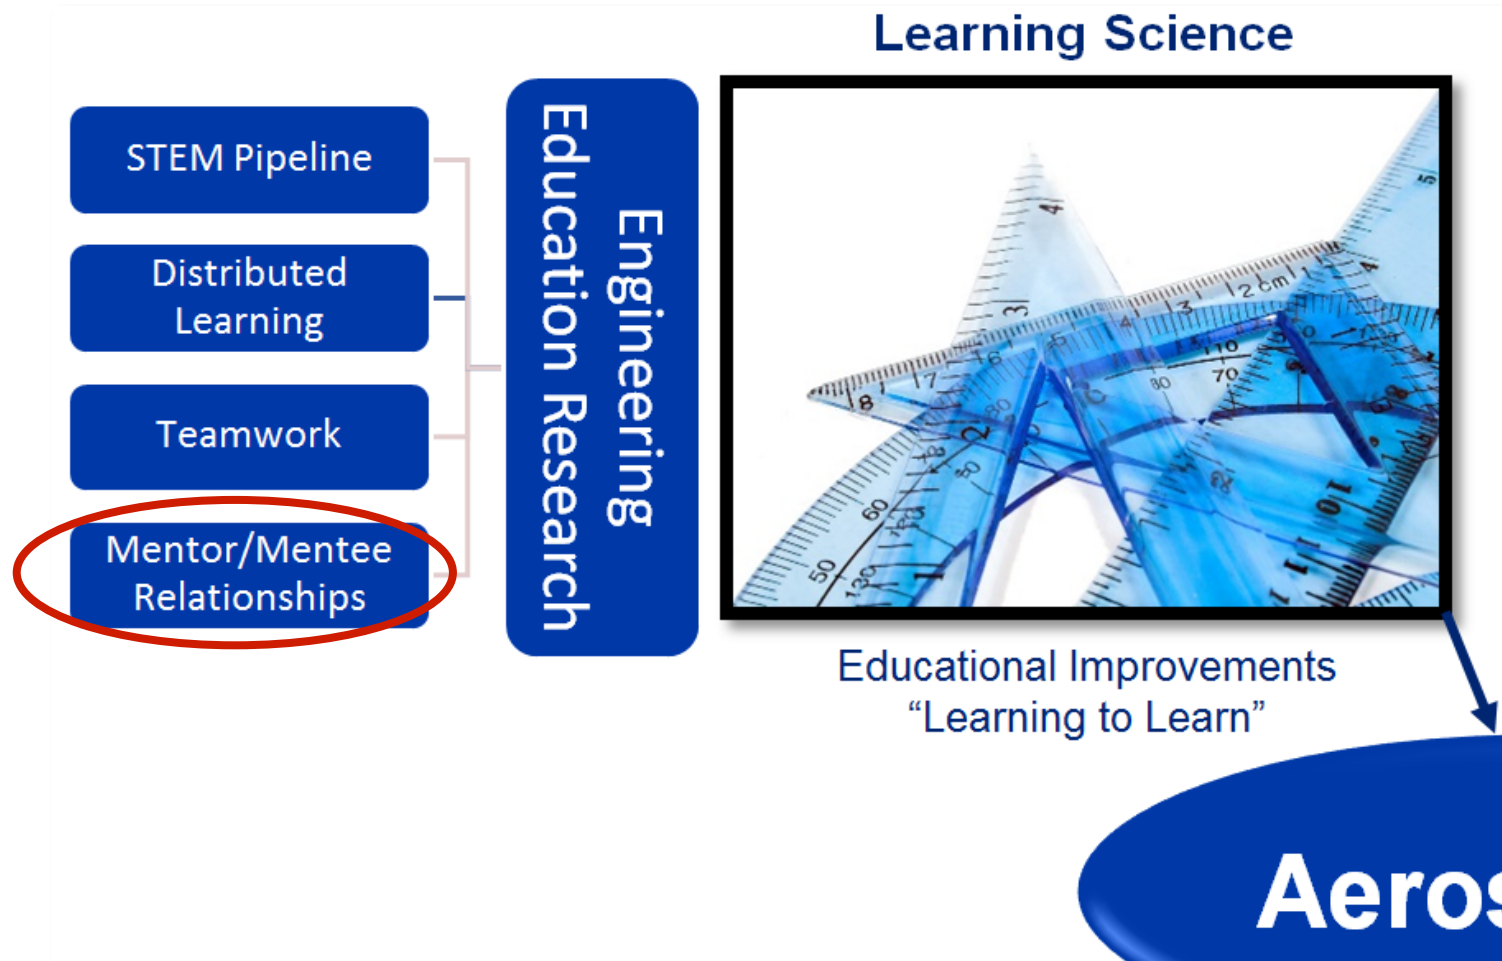 Learning Science
STEM Pipeline
Distributed
Learning
Teamwork
Mentor/Mentee
Relationships
Engineering
Education Research
Educational Improvements
“Learning to Learn”
Aeros